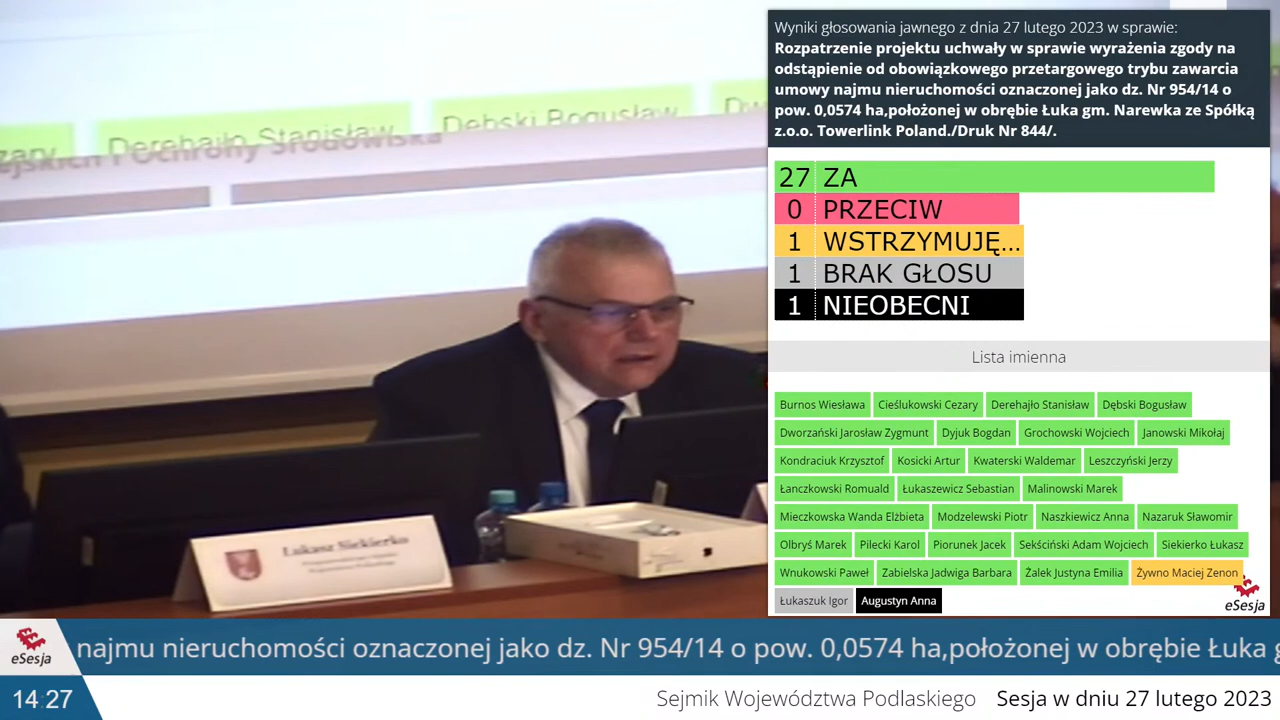 Wyniki głosowania jawnego z dnia 27 lutego 2023 w sprawie:
Rozpatrzenie projektu uchwały w sprawie wyrażenia zgody na
odstąpienie od obowiązkowego przetargowego trybu zawarcia
umowy najmu nieruchomości oznaczonej jako dz. Nr 954/14 o
pow. 0,0574 ha,położonej w obrębie Łuka gm. Narewka ze Spółką
z.o.o. Towerlink Poland./Druk Nr 844/.
27 ZA
0 PRZECIW
1 WSTRZYMUJĘ...
1 BRAK GŁOSU
1 NIEOBECNI
Lista imienna
Burnos Wiesława Cieślukowski Cezary Derehajło Stanisław Dębski Bogusław
Dworzański Jarosław Zygmunt Dyjuk Bogdan Grochowski Wojciech Janowski Mikołaj
Kondraciuk Krzysztof Kosicki Artur Kwaterski Waldemar Leszczyński Jerzy
Łanczkowski Romuald Łukaszewicz Sebastian Malinowski Marek
Mieczkowska Wanda Elżbieta Modzelewski Piotr Naszkiewicz Anna Nazaruk Sławomir
Olbryś Marek Pilecki Karol Piorunek Jacek Sekściński Adam Wojciech Siekierko Łukasz
Wnukowski Paweł Zabielska Jadwiga Barbara Żalek Justyna Emilia Żywno Maciej Zenon
Łukaszuk Igor Augustyn Anna
eSesja
Derehajło Stanisław Dębski Bogusław
Ochrony Środowiska
Łukasz Siekierko
eSesja
najmu nieruchomości oznaczonej jako dz. Nr 954/14 o pow. 0,0574 ha,położonej w obrębie Łuka g
14:27
Sejmik Województwa Podlaskiego Sesja w dniu 27 lutego 2023